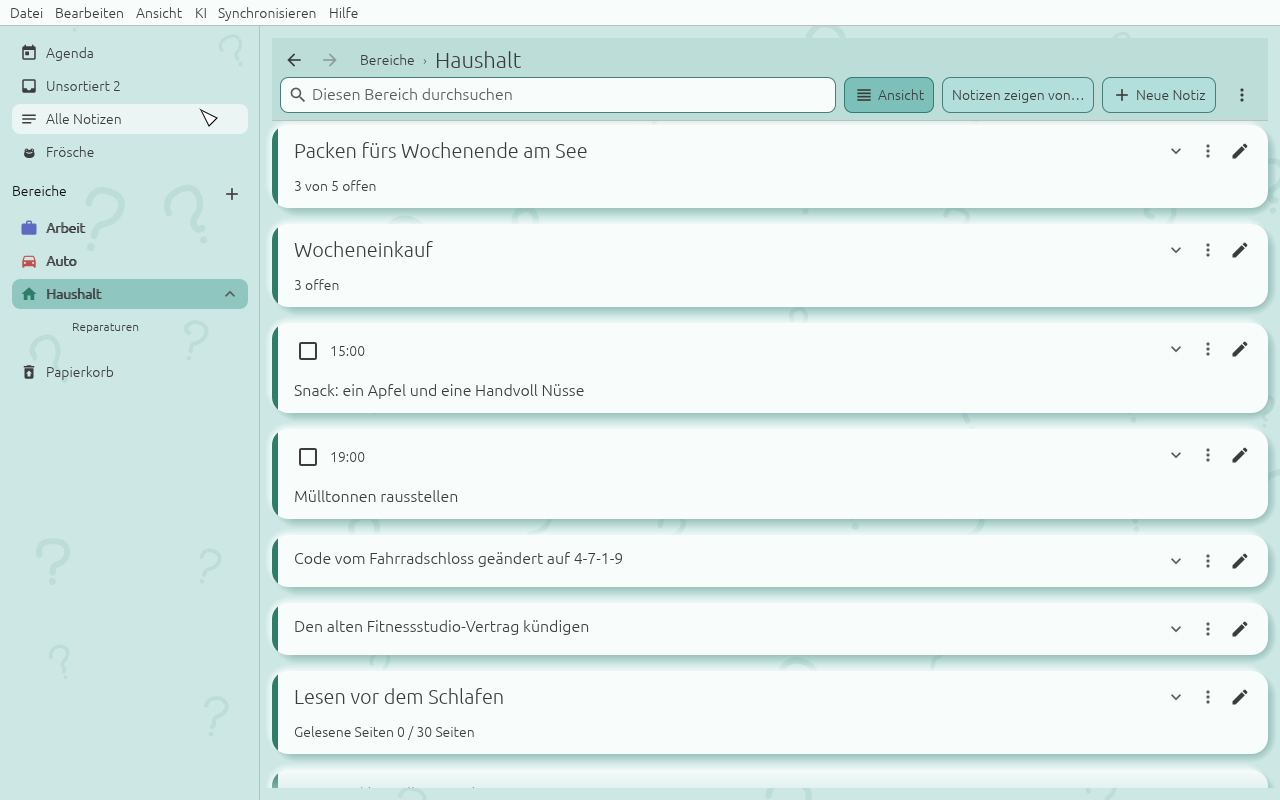 Datei Bearbeiten Ansicht KI Synchronisieren Hilfe
Agenda
Unsortiert 2
Alle Notizen
Frösche
Bereiche
Arbeit
Auto
Haushalt
Reparaturen
Papierkorb
Bereiche › Haushalt
Diesen Bereich durchsuchen
Ansicht
Notizen zeigen von…
Neue Notiz
Packen fürs Wochenende am See
3 von 5 offen
Wocheneinkauf
3 offen
15:00
Snack: ein Apfel und eine Handvoll Nüsse
19:00
Mülltonnen rausstellen
Code vom Fahrradschloss geändert auf 4-7-1-9
Den alten Fitnessstudio-Vertrag kündigen
Lesen vor dem Schlafen
Gelesene Seiten 0 / 30 Seiten